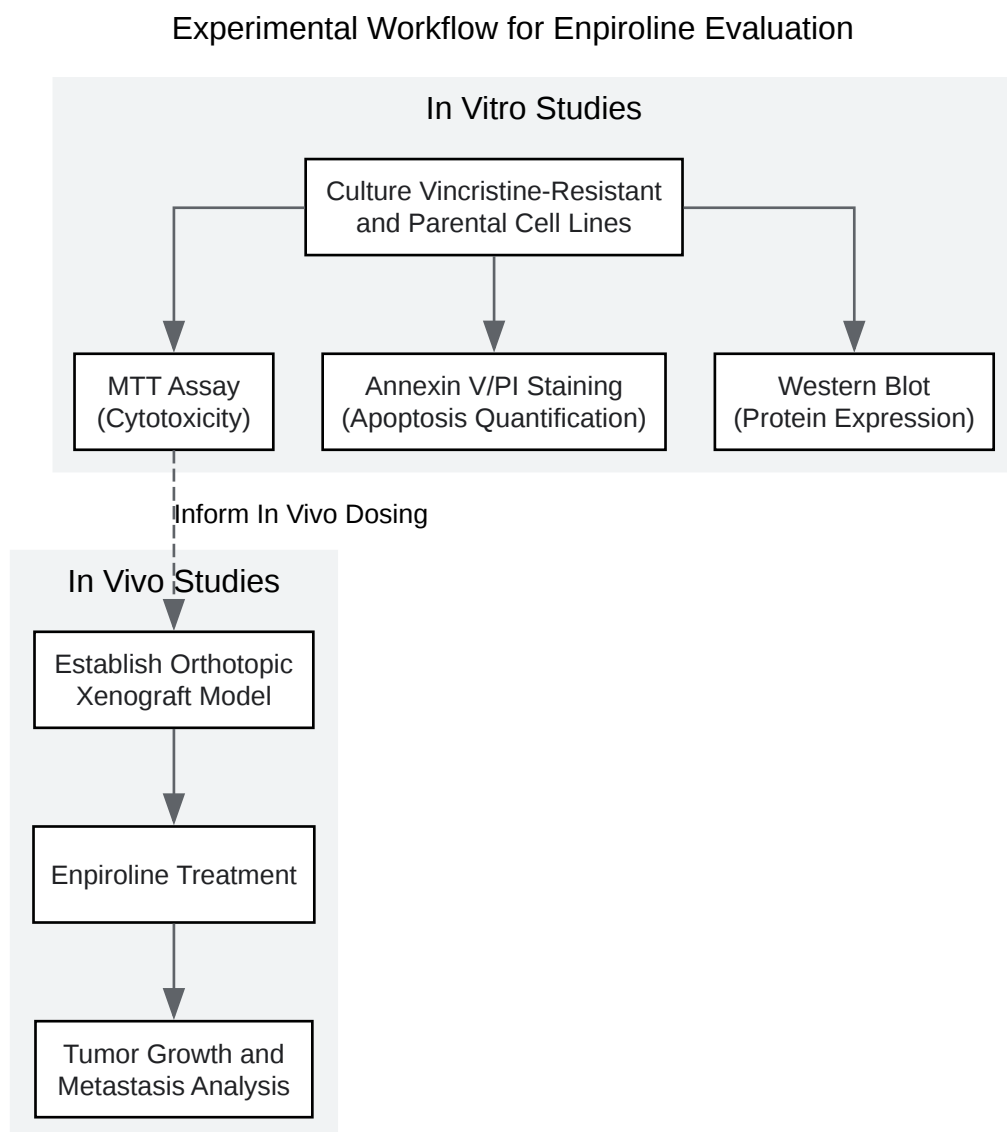 Experimental Workflow for Enpiroline Evaluation
In Vitro Studies
Culture Vincristine-Resistant
and Parental Cell Lines
MTT Assay
(Cytotoxicity)
Annexin V/PI Staining
(Apoptosis Quantification)
Western Blot
(Protein Expression)
Inform In Vivo Dosing
In Vivo Studies
Establish Orthotopic
Xenograft Model
Enpiroline Treatment
Tumor Growth and
Metastasis Analysis